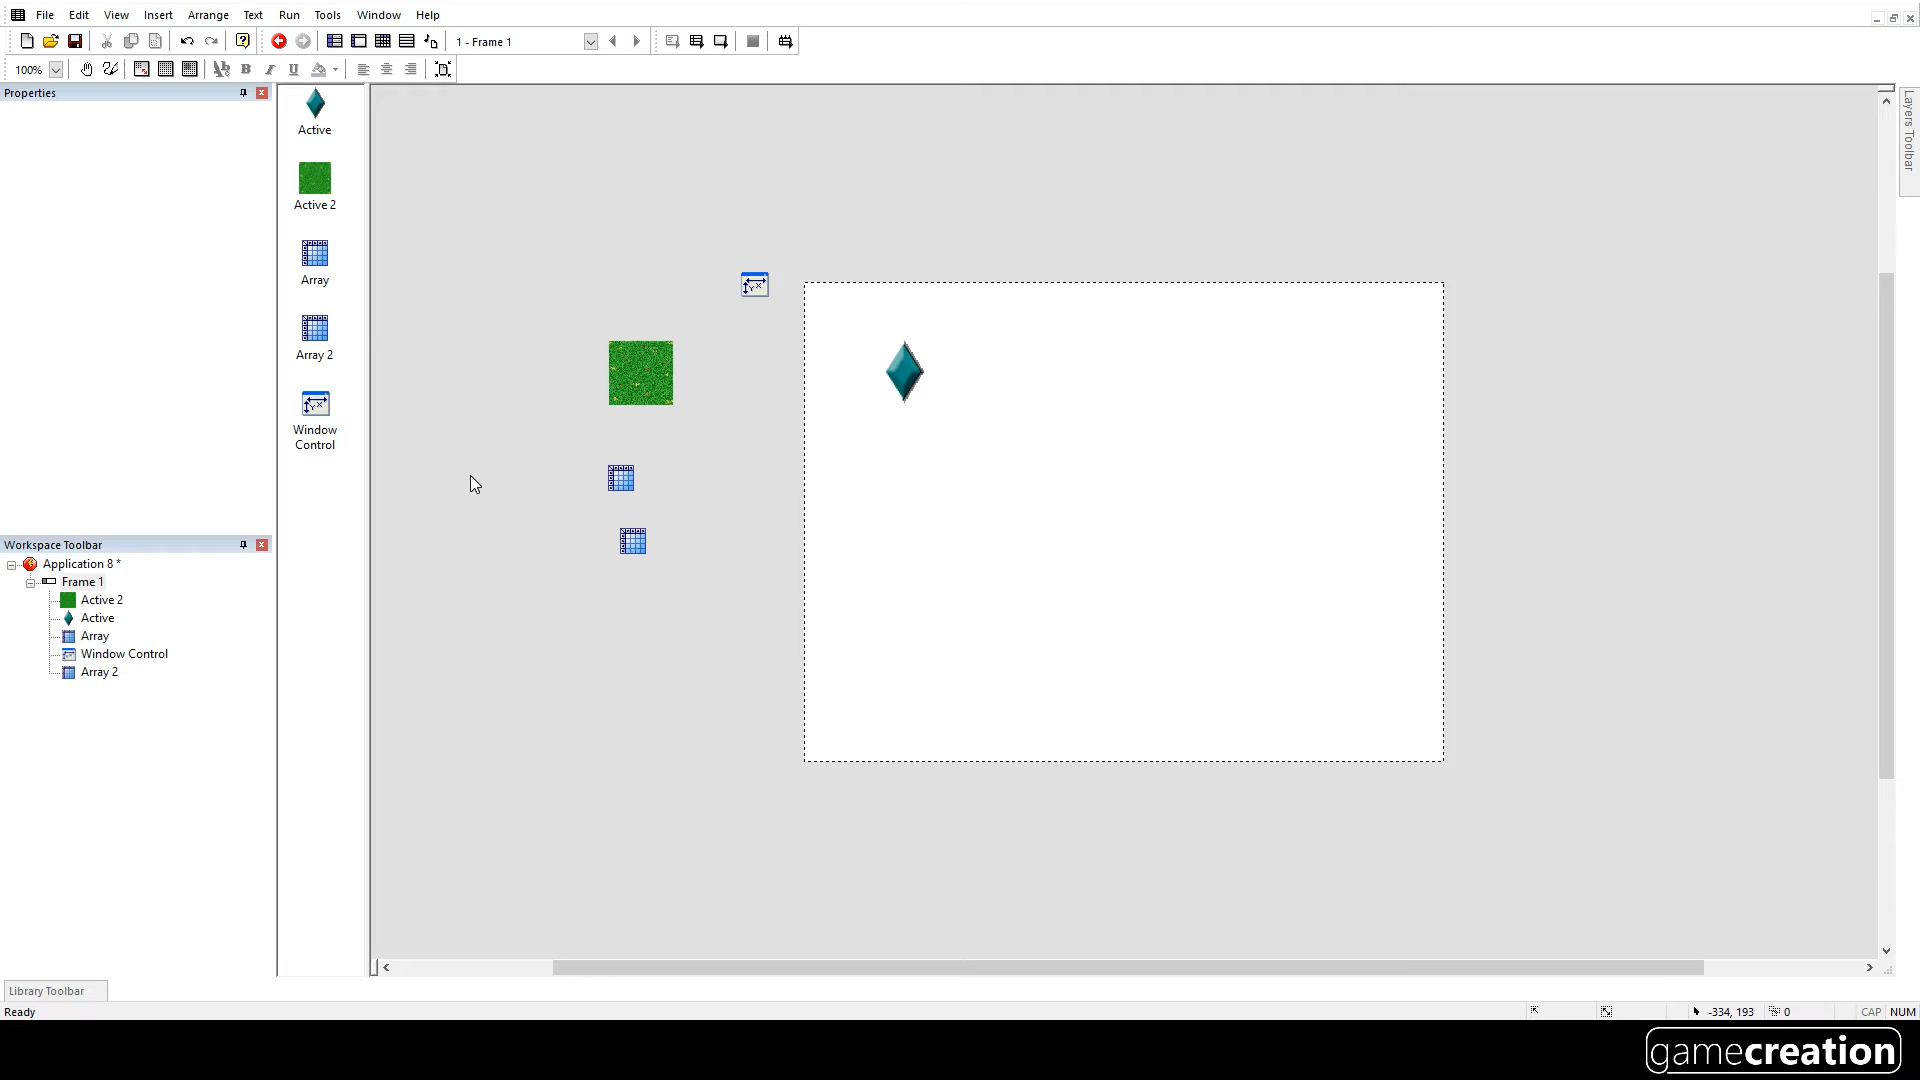 File Edit View Insert Arrange Text Run Tools Window Help
1 - Frame 1
100%
Properties
Active
Active 2
Array
Array 2
Window
Control
Layers Toolbar
Workspace Toolbar
Application 8 *
Frame 1
Active 2
Active
Array
Window Control
Array 2
Library Toolbar
Ready
-334, 193 0 CAP NUM
gamecreation